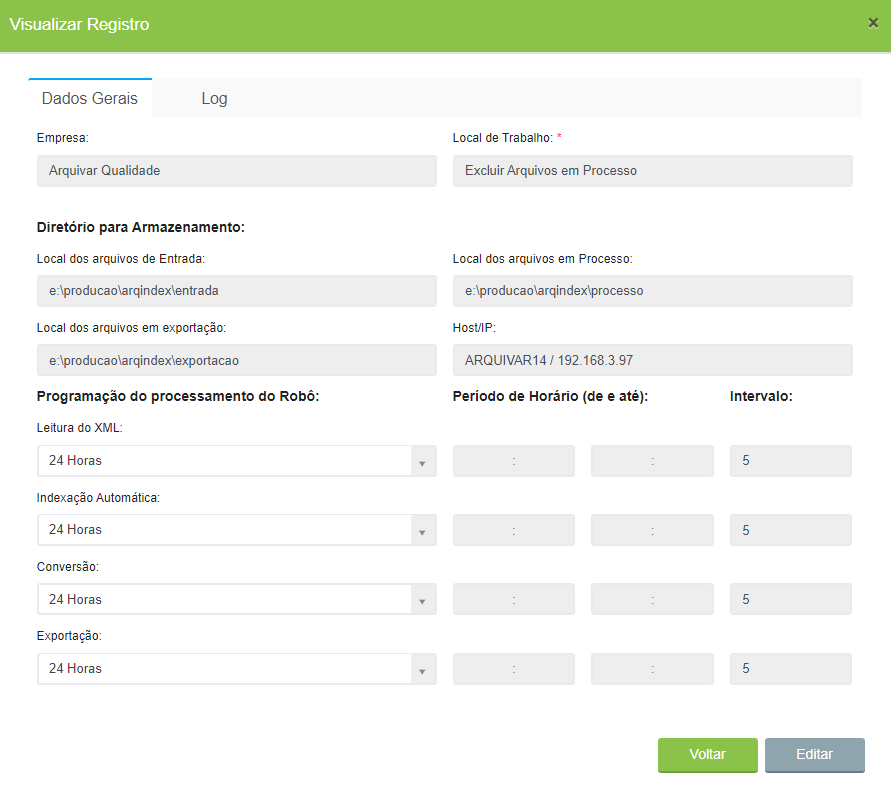 Visualizar Registro ×
Dados Gerais Log
Empresa: Local de Trabalho: *
Arquivar Qualidade Excluir Arquivos em Processo
Diretório para Armazenamento:
Local dos arquivos de Entrada: Local dos arquivos em Processo:
e:\producao\arqindex\entrada e:\producao\arqindex\processo
Local dos arquivos em exportação: Host/IP:
e:\producao\arqindex\exportacao ARQUIVAR14 / 192.168.3.97
Programação do processamento do Robô: Período de Horário (de e até): Intervalo:
Leitura do XML:
24 Horas : : 5
Indexação Automática:
24 Horas : : 5
Conversão:
24 Horas : : 5
Exportação:
24 Horas : : 5
Voltar Editar